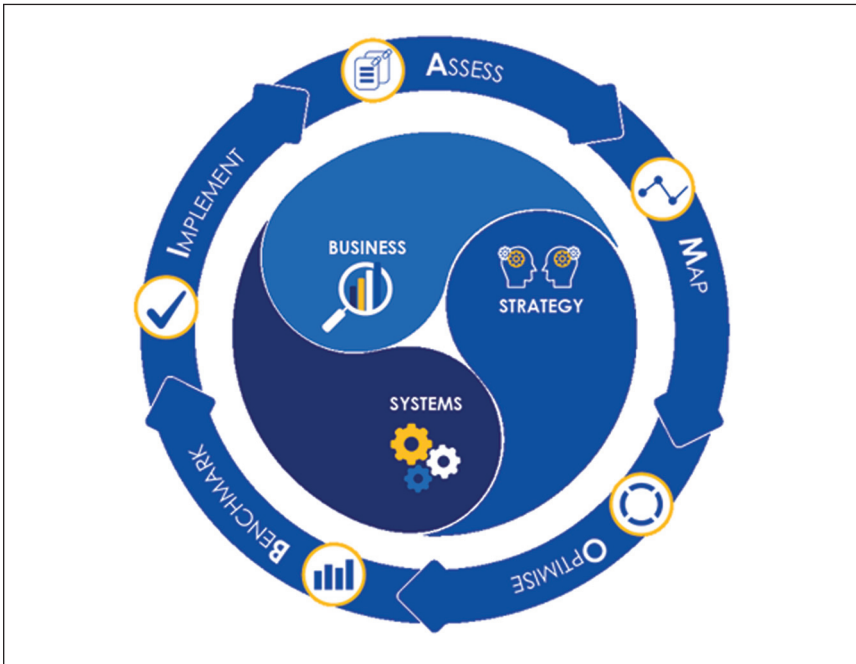 ASSESS
MAP
OPTIMISE
BENCHMARK
IMPLEMENT
BUSINESS
STRATEGY
SYSTEMS